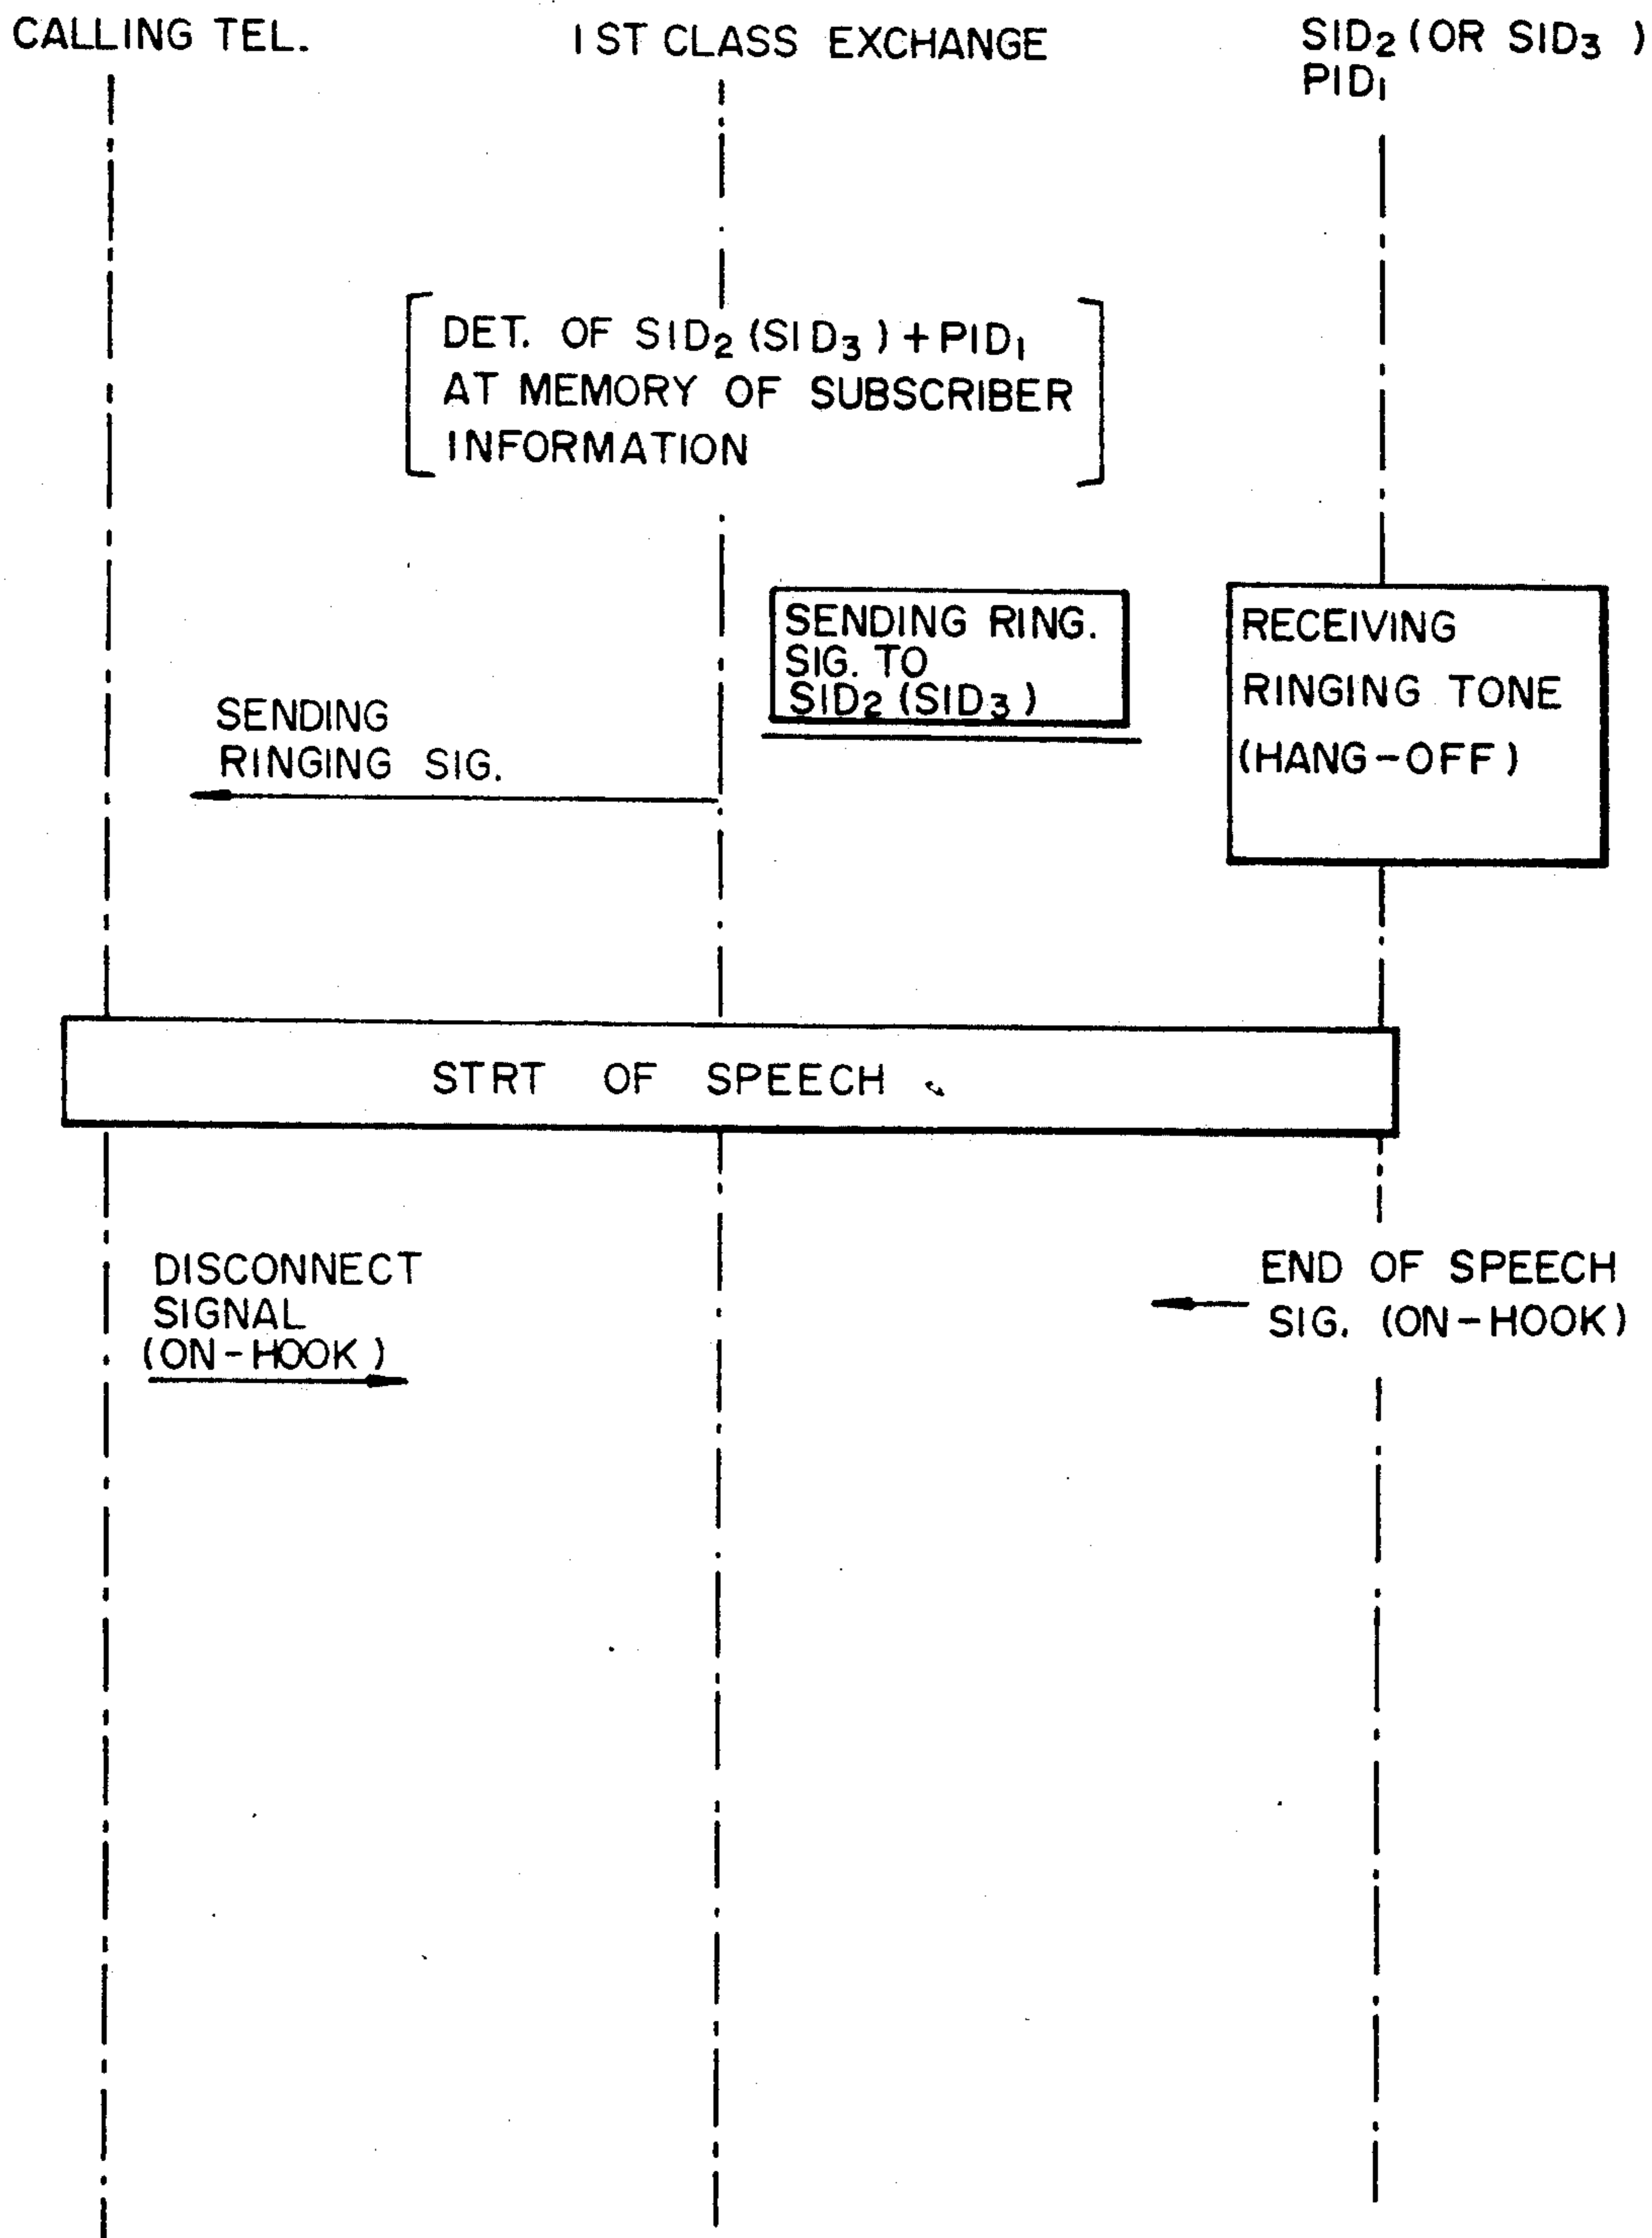 CALLING TEL.
1ST CLASS EXCHANGE
SID₂ (OR SID₃ )
PID₁
DET. OF SID₂ (SID₃ ) + PID₁
AT MEMORY OF SUBSCRIBER
INFORMATION
SENDING RING.
SIG. TO
SID₂ (SID₃ )
RECEIVING
RINGING TONE
(HANG-OFF)
SENDING
RINGING SIG.
STRT OF SPEECH
DISCONNECT
SIGNAL
(ON-HOOK)
END OF SPEECH
SIG. (ON-HOOK)